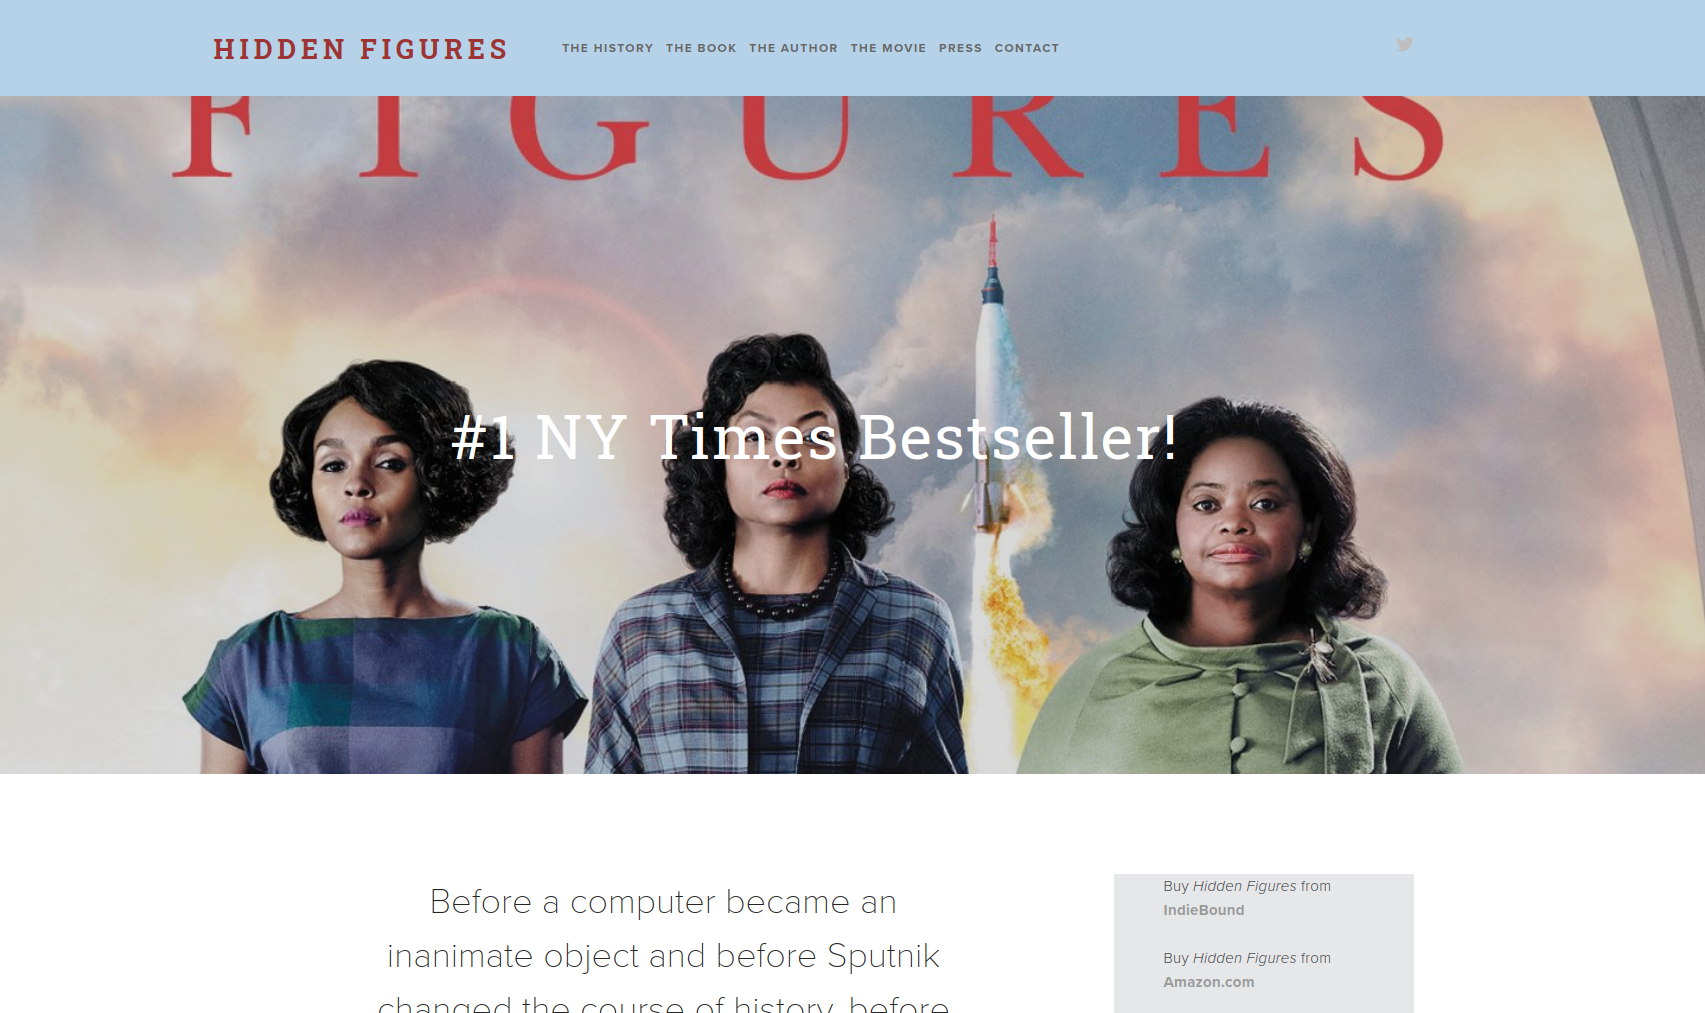 HIDDEN FIGURES
THE HISTORY THE BOOK THE AUTHOR THE MOVIE PRESS CONTACT
FIGURES
#1 NY Times Bestseller!
Before a computer became an
inanimate object and before Sputnik
changed the course of history, before
Buy Hidden Figures from
IndieBound
Buy Hidden Figures from
Amazon.com